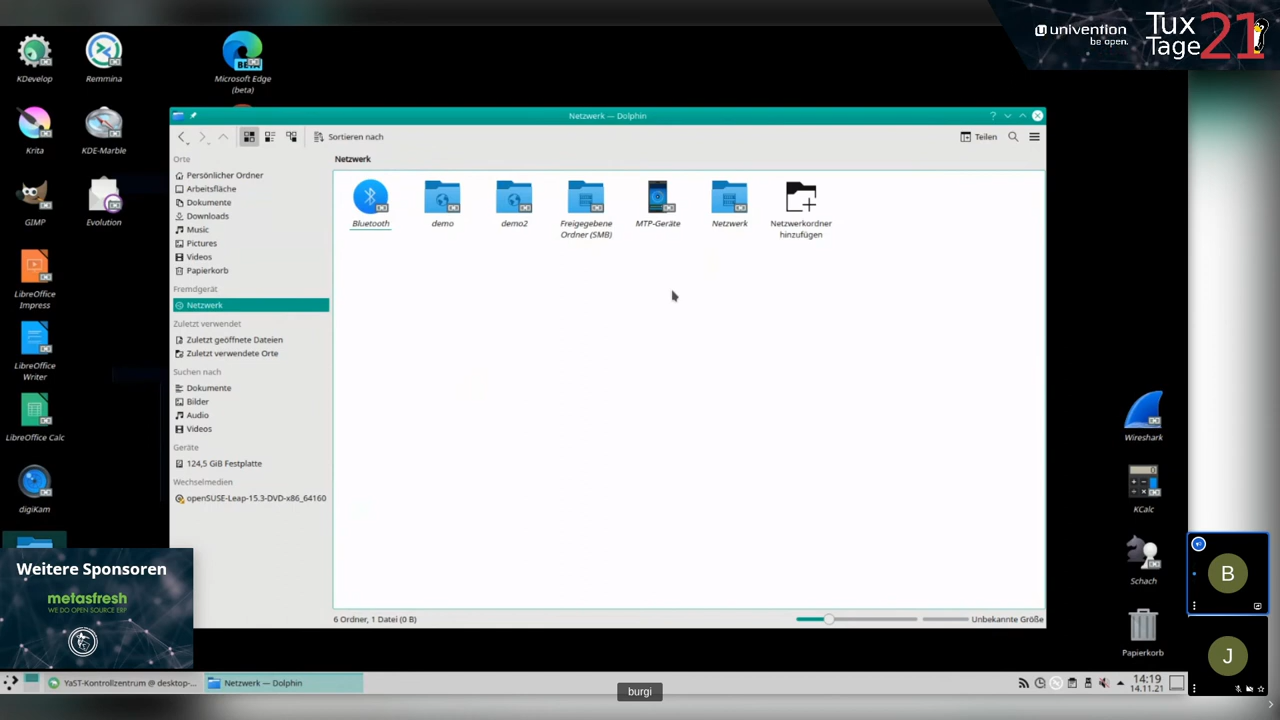 univention
be open.
Tux
Tage 21
KDevelop
Remmina
Microsoft Edge
(beta)
Krita
KDE-Marble
GIMP
Evolution
LibreOffice
Impress
LibreOffice
Writer
LibreOffice Calc
digiKam
Netzwerk — Dolphin
Sortieren nach
Teilen
Orte
Persönlicher Ordner
Arbeitsfläche
Dokumente
Downloads
Music
Pictures
Videos
Papierkorb
Fremdgerät
Netzwerk
Zuletzt verwendet
Zuletzt geöffnete Dateien
Zuletzt verwendete Orte
Suchen nach
Dokumente
Bilder
Audio
Videos
Geräte
124,5 GiB Festplatte
Wechselmedien
openSUSE-Leap-15.3-DVD-x86_64160
Netzwerk
Bluetooth
demo
demo2
Freigegebene
Ordner (SMB)
MTP-Geräte
Netzwerk
Netzwerkordner
hinzufügen
6 Ordner, 1 Datei (0 B)
Unbekannte Größe
Wireshark
KCalc
Schach
Papierkorb
Weitere Sponsoren
metasfresh
WE DO OPEN SOURCE ERP
B
J
YaST-Kontrollzentrum @ desktop-...
Netzwerk — Dolphin
14:19
14.11.21
burgi